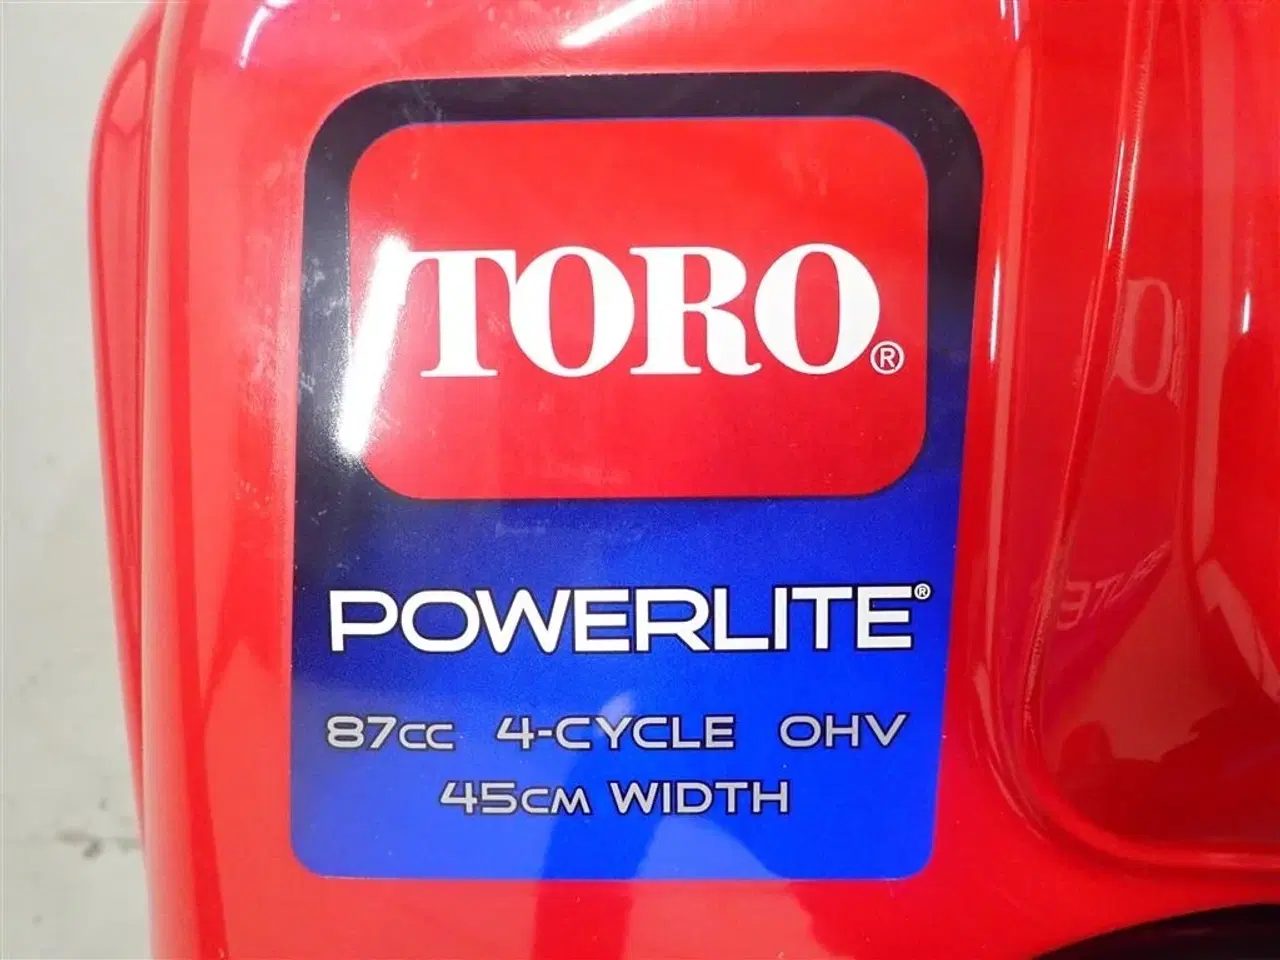 TORO®
POWERLITE®
87cc 4-CYCLE OHV
45cm WIDTH